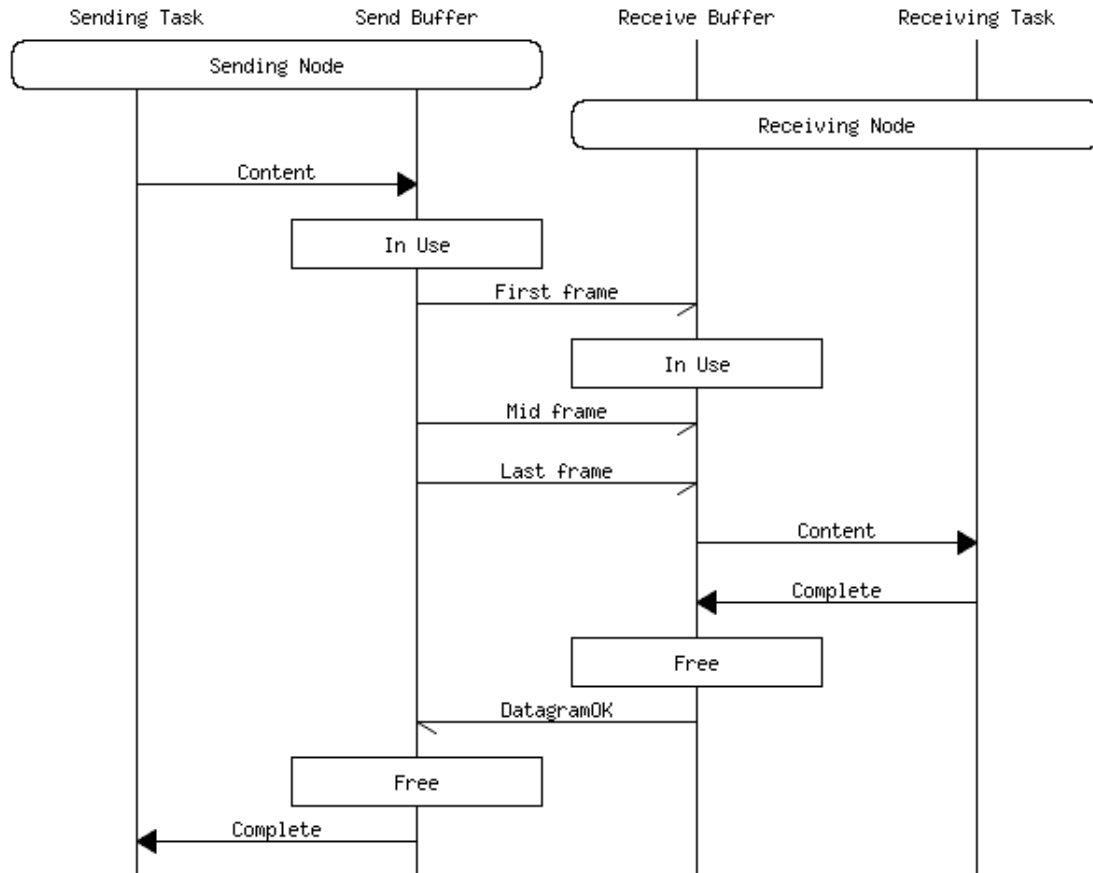 Sending Task
Send Buffer
Receive Buffer
Receiving Task
Sending Node
Receiving Node
Content
In Use
First frame
In Use
Mid frame
Last frame
Content
Complete
Free
DatagramOK
Free
Complete